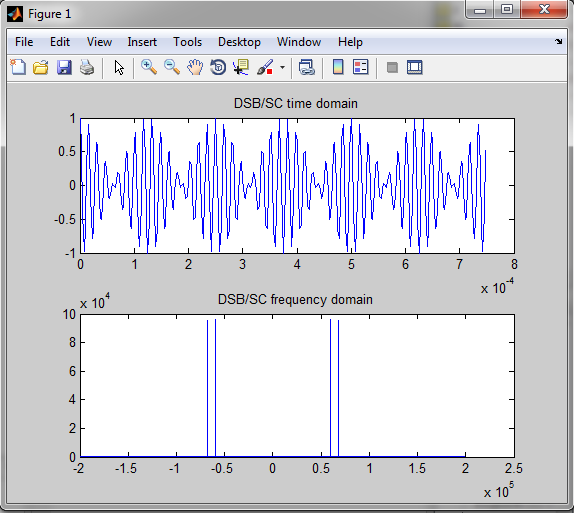 Figure 1
File Edit View Insert Tools Desktop Window Help
DSB/SC time domain
1
0.5
0
-0.5
-1
0 1 2 3 4 5 6 7 8
x 10^-4
DSB/SC frequency domain
x 10^4
10
8
6
4
2
0
-2 -1.5 -1 -0.5 0 0.5 1 1.5 2 2.5
x 10^5